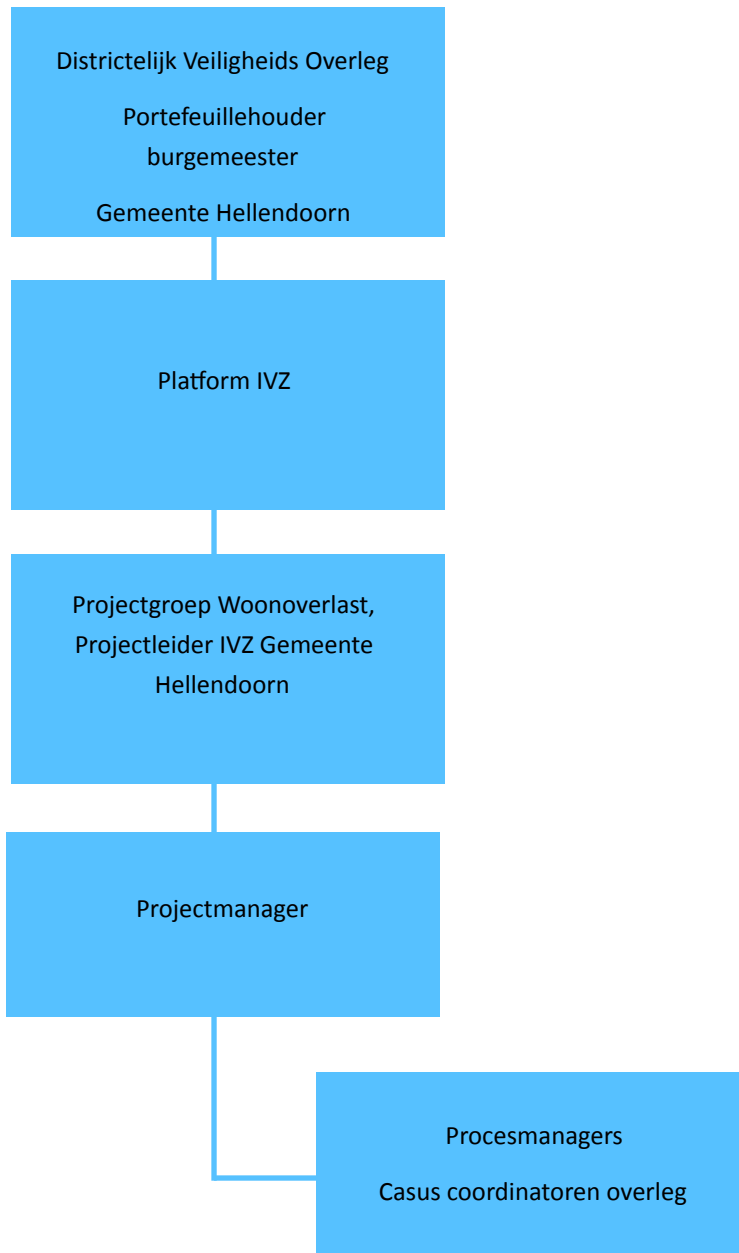 Districtelijk Veiligheids Overleg
Portefeuillehouder
burgemeester
Gemeente Hellendoorn
Platform IVZ
Projectgroep Woonoverlast,
Projectleider IVZ Gemeente
Hellendoorn
Projectmanager
Procesmanagers
Casus coordinatoren overleg